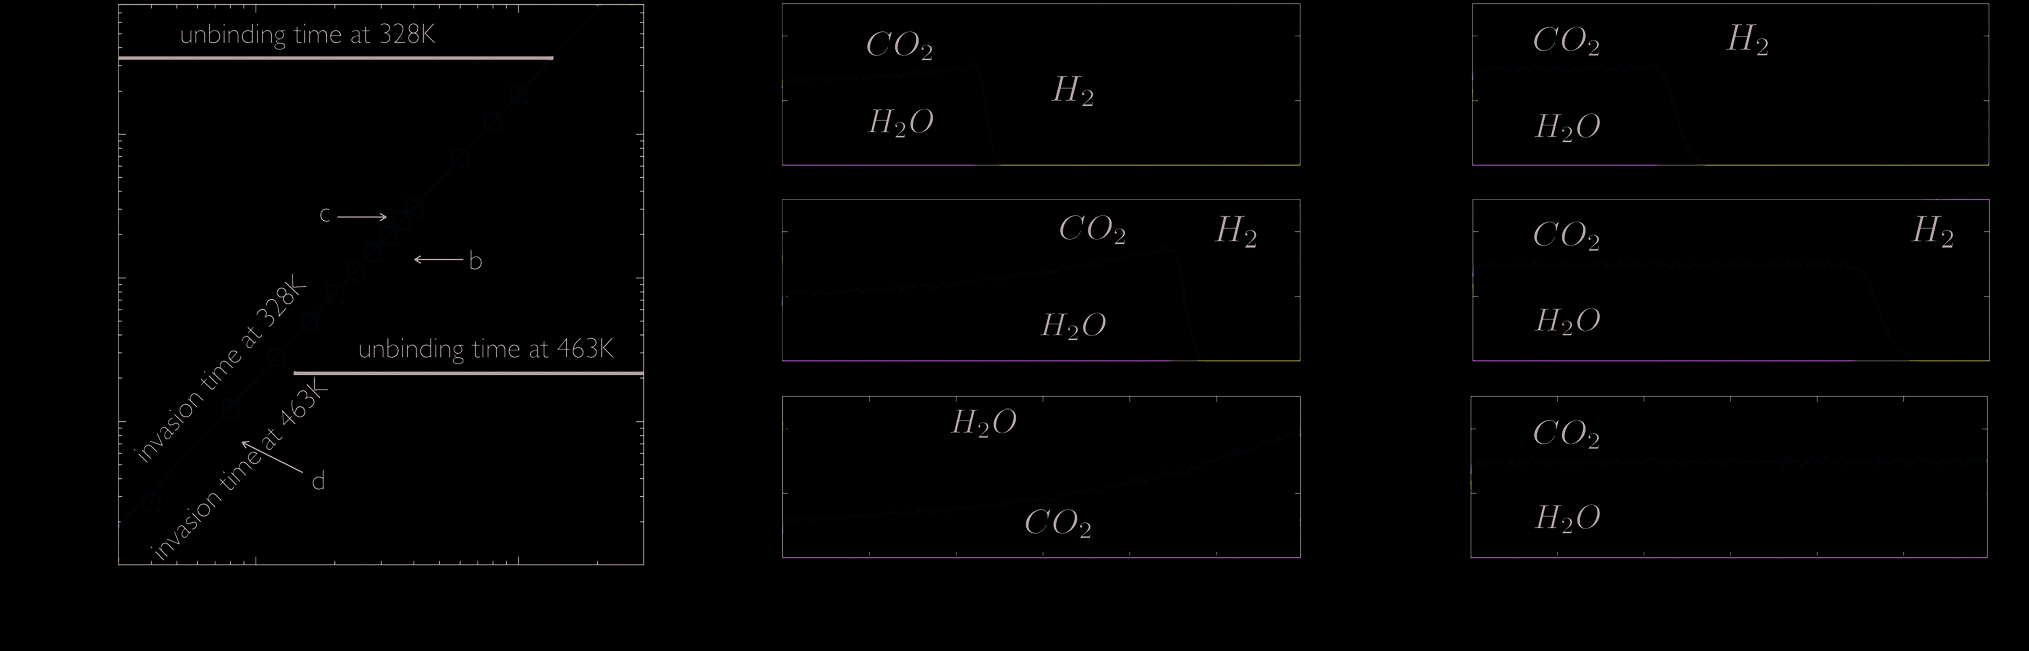 unbinding time at 328K
c
b
invasion time at 328K
unbinding time at 463K
invasion time at 463K
d
CO2
H2
H2O
CO2
H2
H2O
H2O
CO2
CO2
H2
H2O
CO2
H2
H2O
CO2
H2O